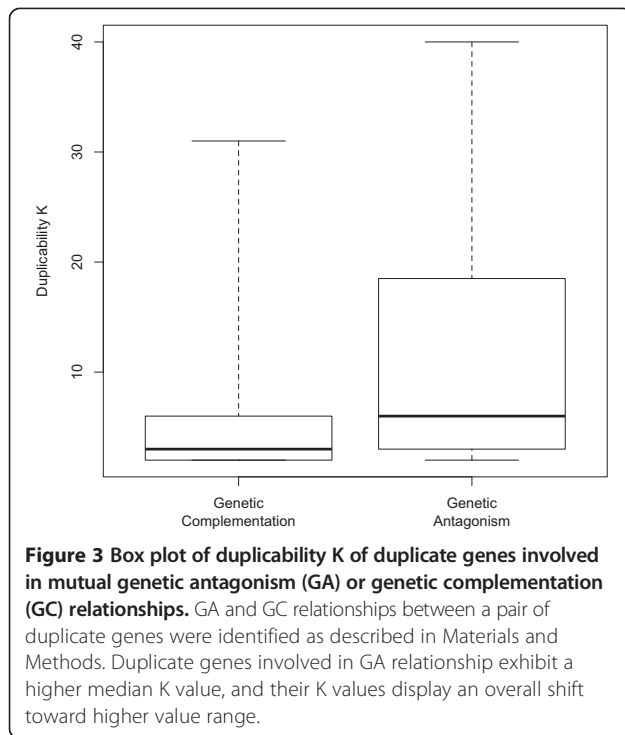 40
30
20
10
Duplicability K
Genetic
Complementation
Genetic
Antagonism
Figure 3 Box plot of duplicability K of duplicate genes involved
in mutual genetic antagonism (GA) or genetic complementation
(GC) relationships. GA and GC relationships between a pair of
duplicate genes were identified as described in Materials and
Methods. Duplicate genes involved in GA relationship exhibit a
higher median K value, and their K values display an overall shift
toward higher value range.